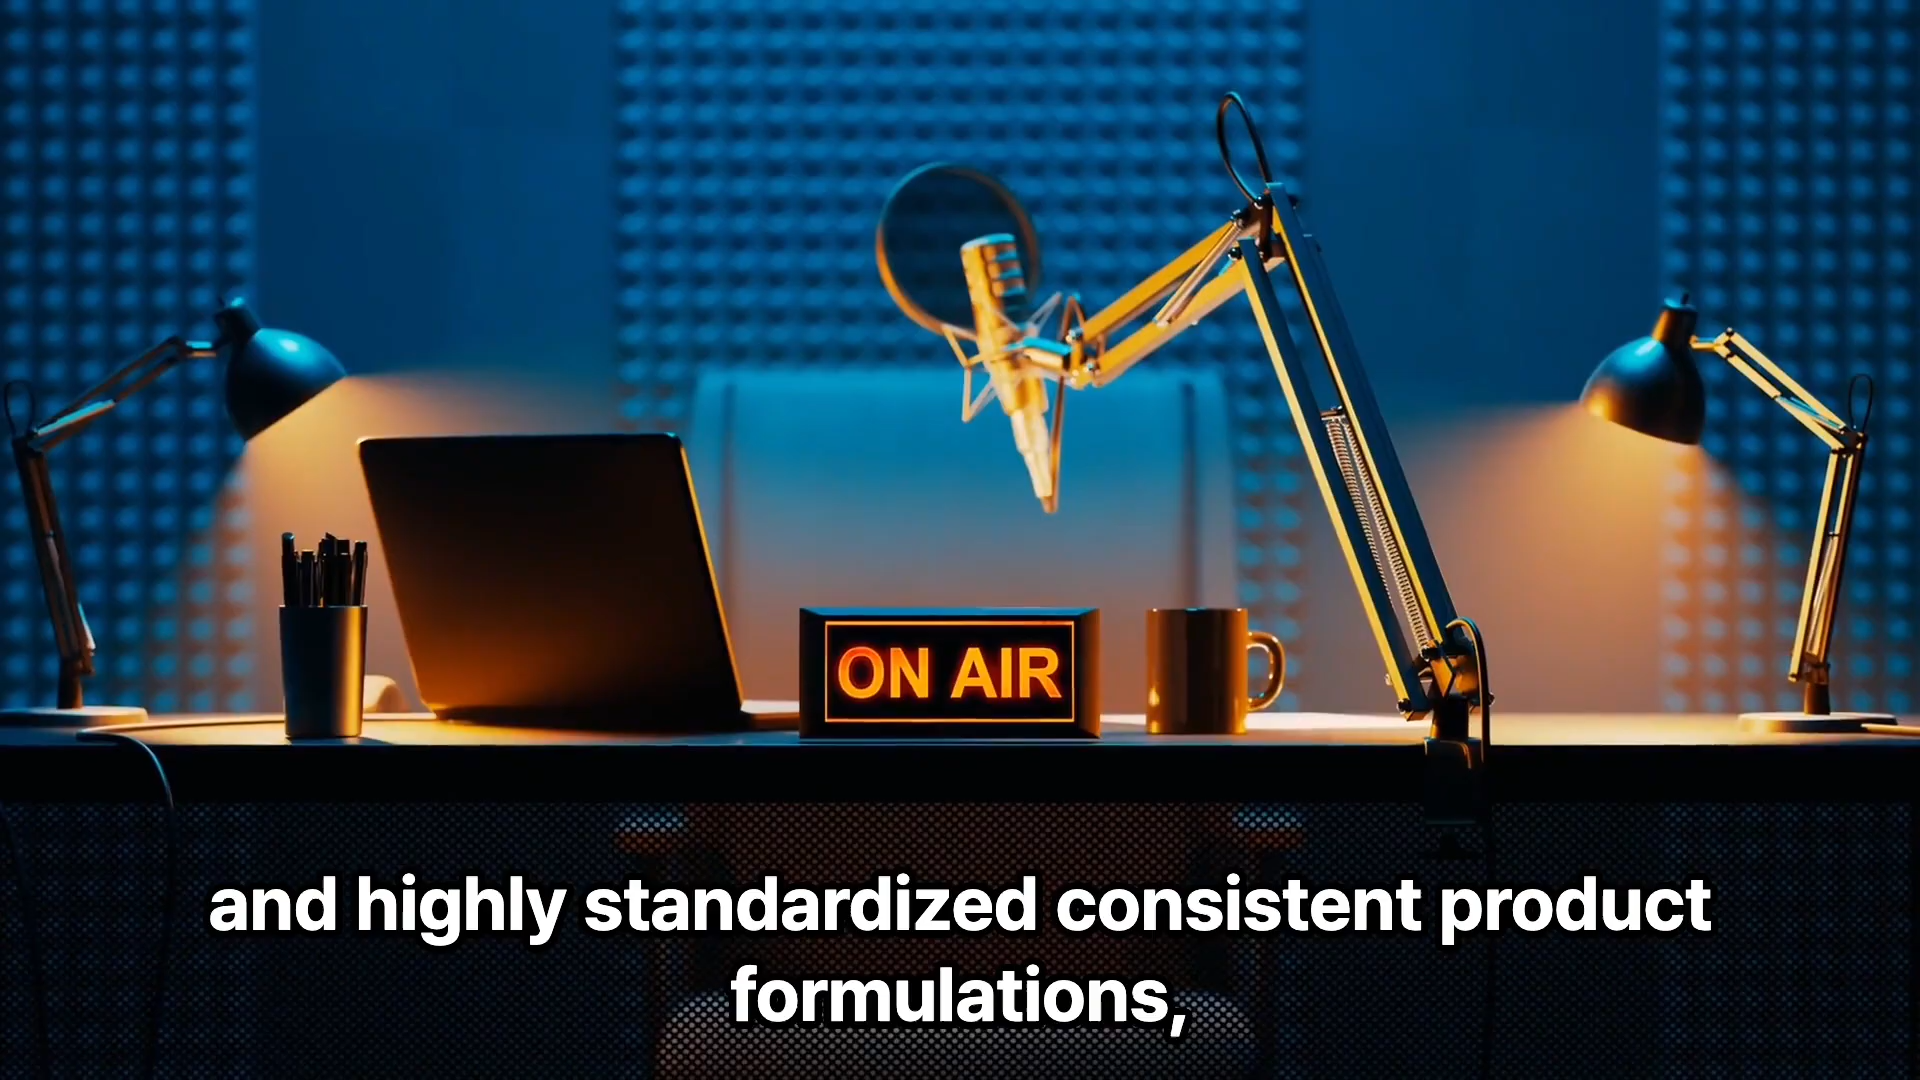 ON AIR
and highly standardized consistent product
formulations,